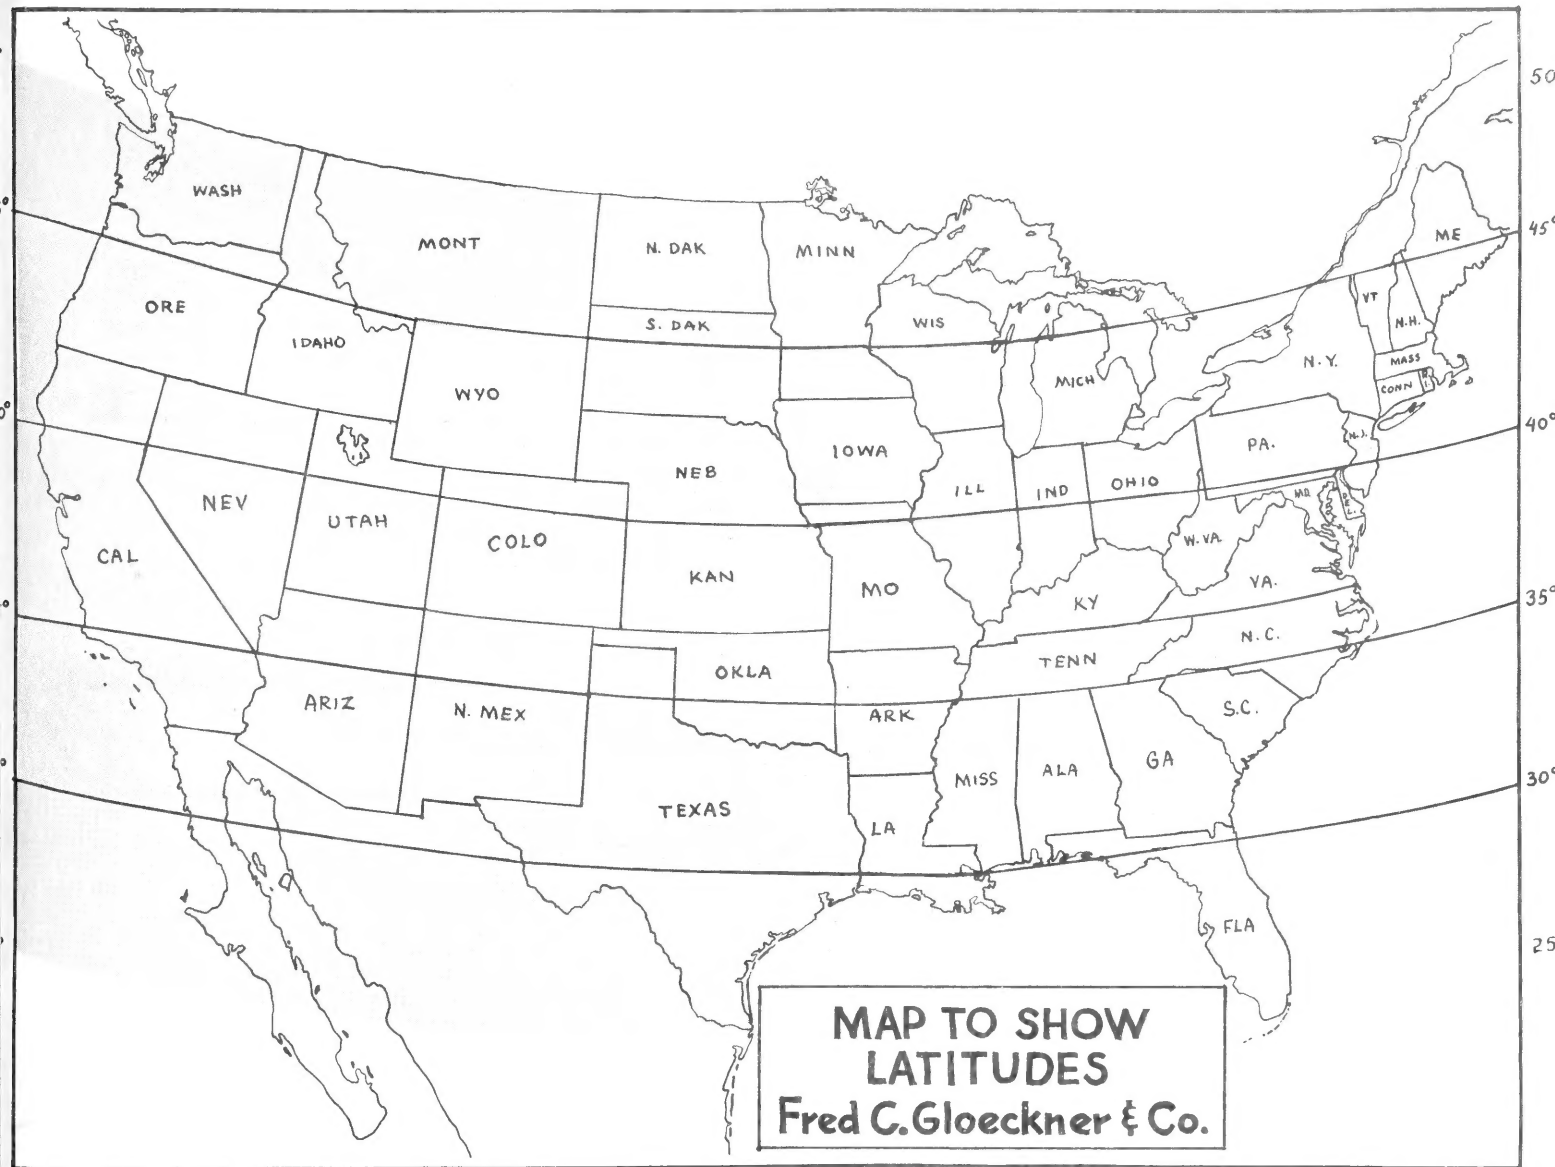 50
WASH
45°
ME
MONT
N. DAK
MINN
VT
ORE
S. DAK
WIS
N.H.
IDAHO
MASS
N.Y.
MICH
CONN
R.I.
WYO
40°
N.J.
PA.
IOWA
NEB
OHIO
ILL
IND
MD.
DEL.
NEV
UTAH
COLO
W.VA.
CAL
KAN
MO
VA.
35°
KY
N.C.
TENN
OKLA
ARIZ
N. MEX
ARK
S.C.
GA
ALA
MISS
30°
TEXAS
LA
FLA
25
MAP TO SHOW
LATITUDES
Fred C. Gloeckner & Co.